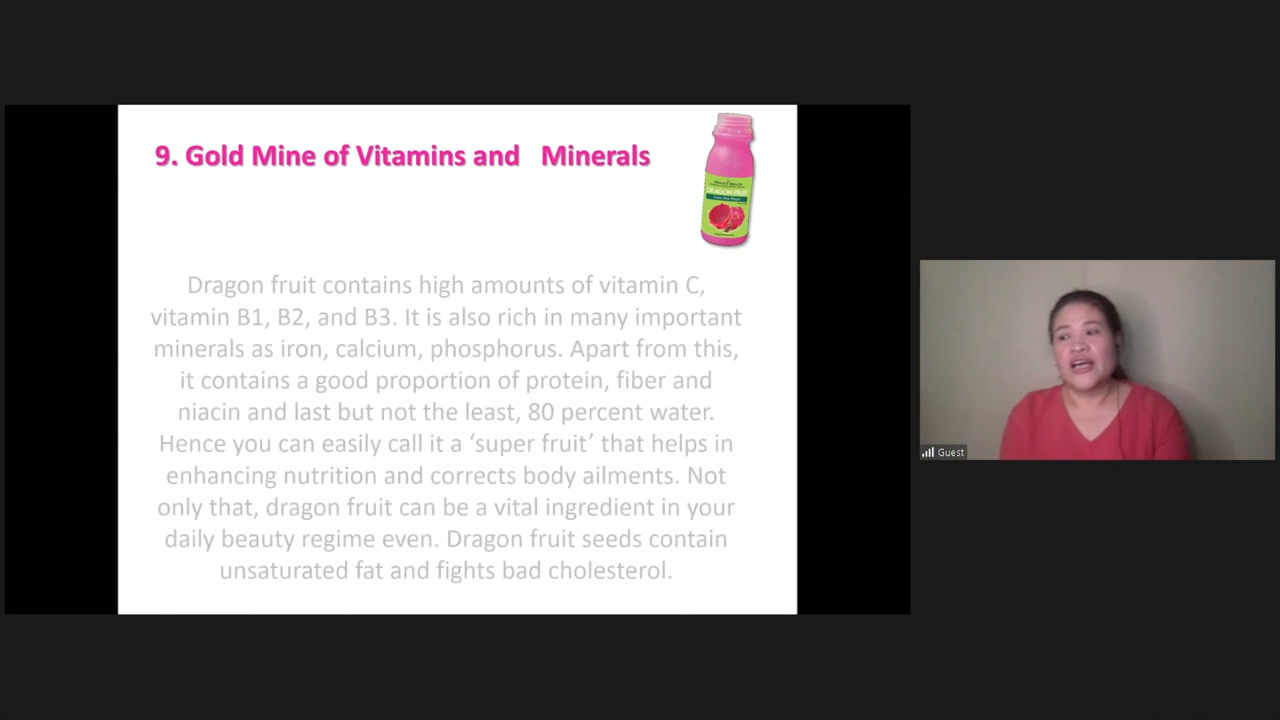 9. Gold Mine of Vitamins and Minerals
DRAGON FRUIT
Dragon fruit contains high amounts of vitamin C,
vitamin B1, B2, and B3. It is also rich in many important
minerals as iron, calcium, phosphorus. Apart from this,
it contains a good proportion of protein, fiber and
niacin and last but not the least, 80 percent water.
Hence you can easily call it a ‘super fruit’ that helps in
enhancing nutrition and corrects body ailments. Not
only that, dragon fruit can be a vital ingredient in your
daily beauty regime even. Dragon fruit seeds contain
unsaturated fat and fights bad cholesterol.
Guest